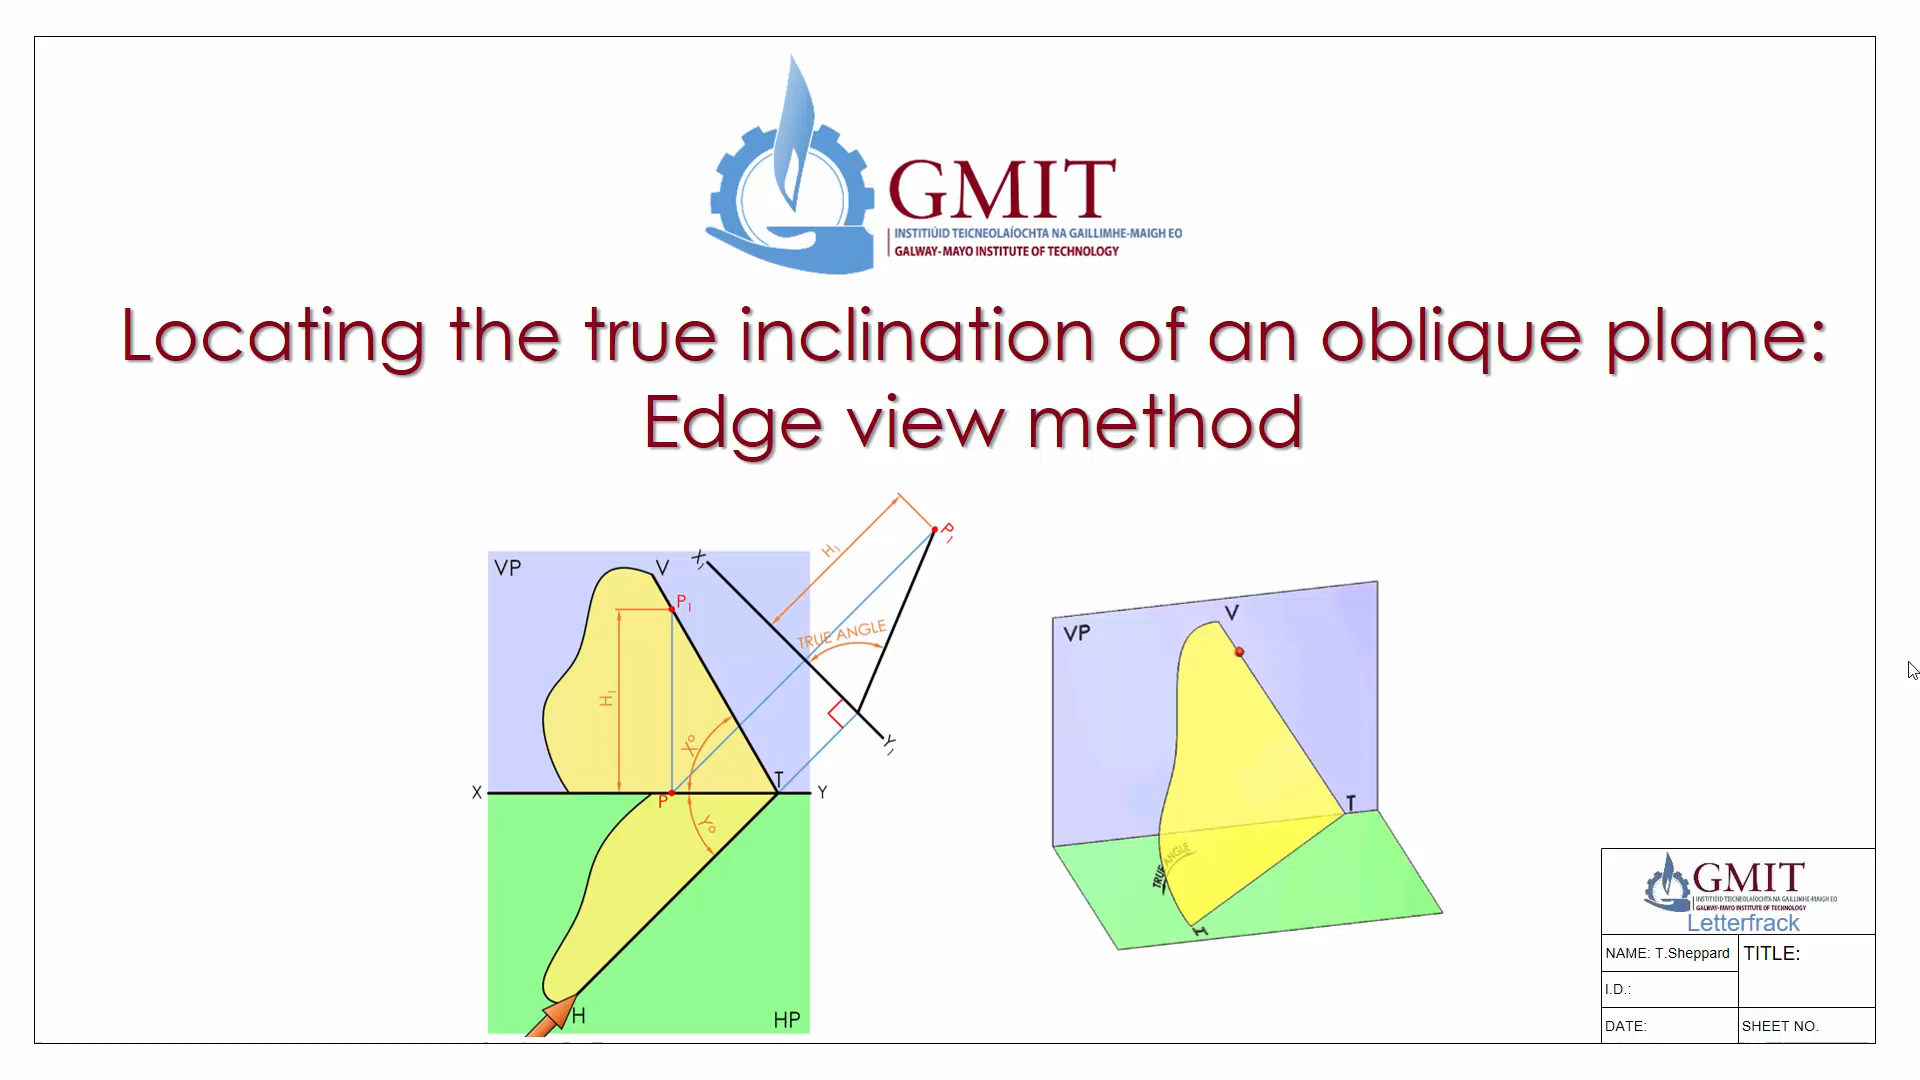 GMIT
INSTITIÚID TEICNEOLAÍOCHTA NA GAILLIMHE-MAIGH EO
GALWAY-MAYO INSTITUTE OF TECHNOLOGY
Locating the true inclination of an oblique plane:
Edge view method
VP
V
X1
P1
H1
P1
TRUE ANGLE
H1
X°
Y1
T
X
P
Y
Y°
H
HP
VP
V
T
TRUE ANGLE
H
GMIT
INSTITIÚID TEICNEOLAÍOCHTA NA GAILLIMHE-MAIGH EO
GALWAY-MAYO INSTITUTE OF TECHNOLOGY
Letterfrack
NAME: T.Sheppard
TITLE:
I.D.:
DATE:
SHEET NO.